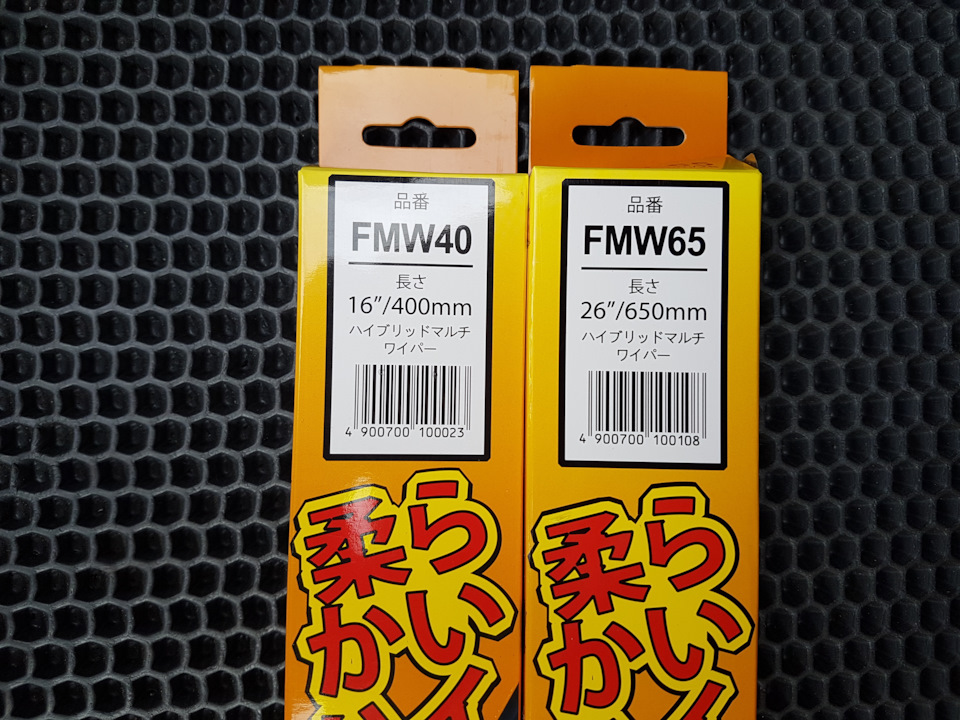 品番
FMW40
長さ
16”/400mm
ハイブリッドマルチ
ワイパー
4 900700 100023
柔らかい
品番
FMW65
長さ
26”/650mm
ハイブリッドマルチ
ワイパー
4 900700 100108
柔らかい